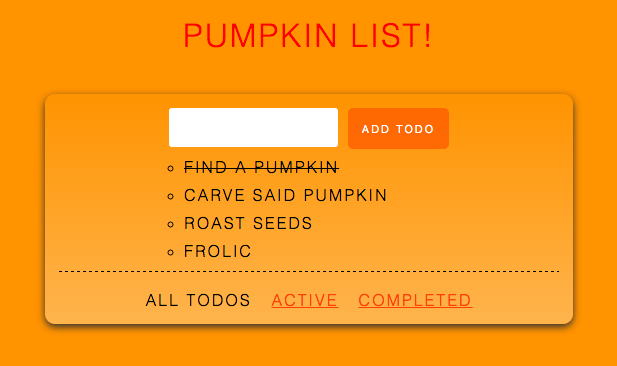 PUMPKIN LIST!
ADD TODO
FIND A PUMPKIN
CARVE SAID PUMPKIN
ROAST SEEDS
FROLIC
ALL TODOS ACTIVE COMPLETED